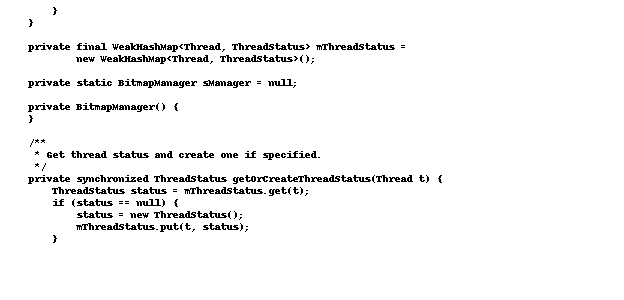 }
    }

    private final WeakHashMap<Thread, ThreadStatus> mThreadStatus =
            new WeakHashMap<Thread, ThreadStatus>();

    private static BitmapManager sManager = null;

    private BitmapManager() {
    }

    /**
     * Get thread status and create one if specified.
     */
    private synchronized ThreadStatus getOrCreateThreadStatus(Thread t) {
        ThreadStatus status = mThreadStatus.get(t);
        if (status == null) {
            status = new ThreadStatus();
            mThreadStatus.put(t, status);
        }